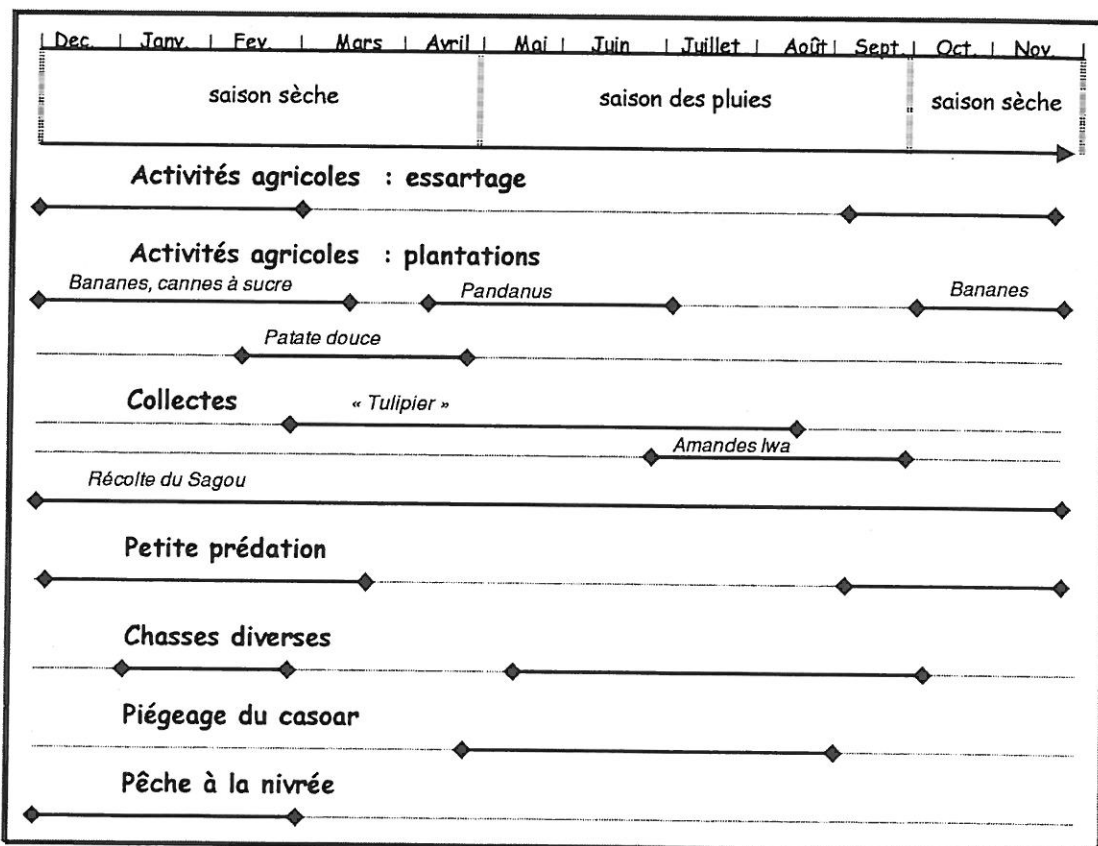 Dec. Janv. Fev. Mars Avril Mai Juin Juillet Août Sept. Oct. Nov.
saison sèche saison des pluies saison sèche
Activités agricoles : essartage
Activités agricoles : plantations
Bananes, cannes à sucre Pandanus Bananes
Patate douce
Collectes « Tulipier »
Amandes Iwa
Récolte du Sagou
Petite prédation
Chasses diverses
Piégeage du casoar
Pêche à la nivrée